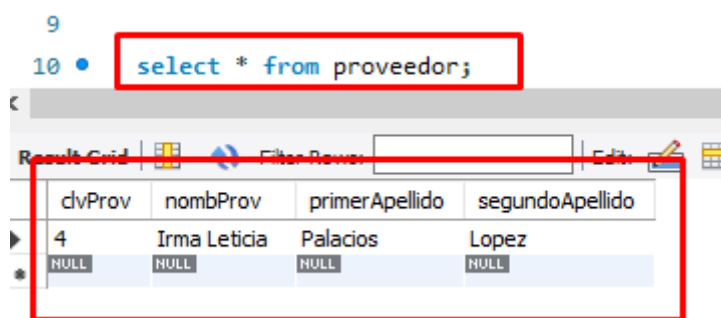 9
10 select * from proveedor;
Result Grid Filter Rows: Edit:
clvProv nombProv primerApellido segundoApellido
4 Irma Leticia Palacios Lopez
NULL NULL NULL NULL